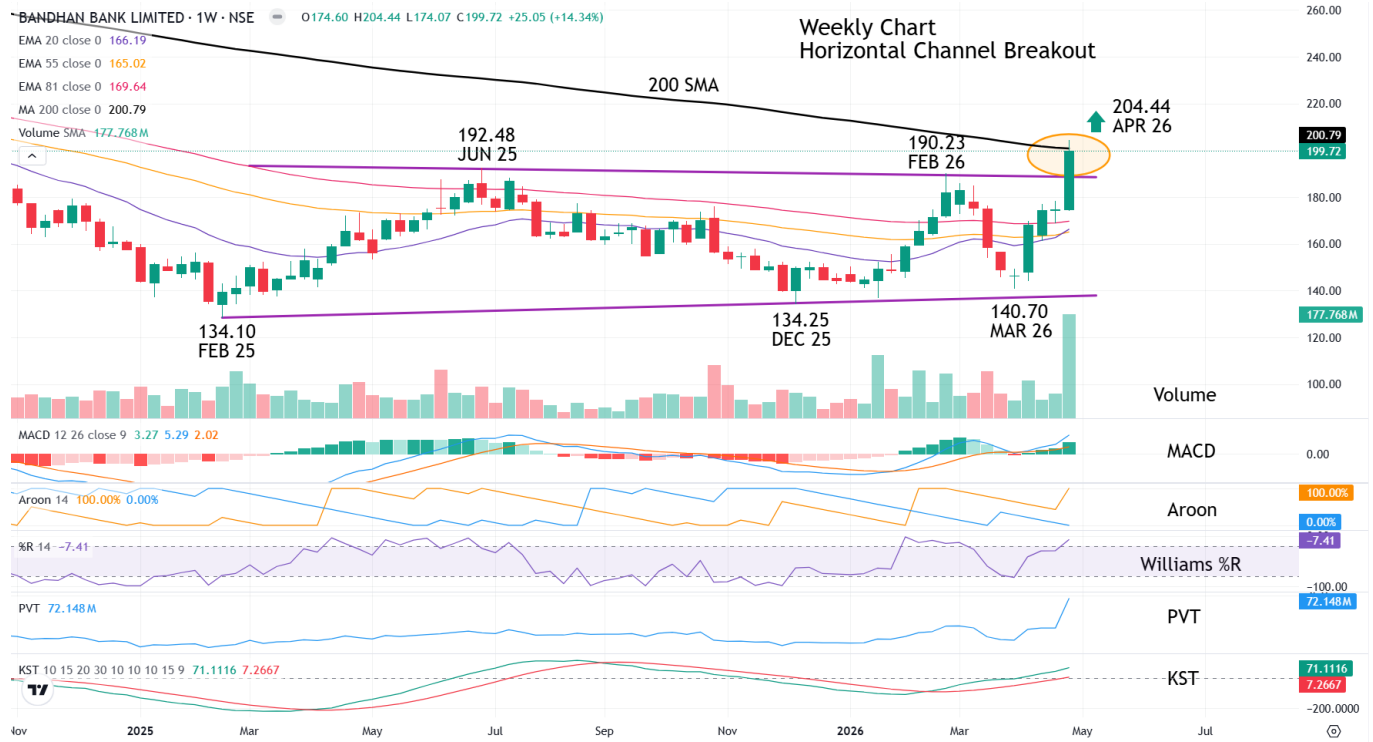 BANDHAN BANK LIMITED · 1W · NSE O174.60 H204.44 L174.07 C199.72 +25.05 (+14.34%)
EMA 20 close 0 166.19
EMA 55 close 0 165.02
EMA 81 close 0 169.64
MA 200 close 0 200.79
Volume SMA 177.768M
Weekly Chart
Horizontal Channel Breakout
200 SMA
192.48
JUN 25
190.23
FEB 26
204.44
APR 26
134.10
FEB 25
134.25
DEC 25
140.70
MAR 26
260.00
240.00
220.00
200.79
199.72
180.00
160.00
140.00
177.768M
120.00
100.00
Volume
MACD 12 26 close 9 3.27 5.29 2.02
MACD
0.00
Aroon 14 100.00% 0.00%
Aroon
100.00%
0.00%
%R 14 −7.41
Williams %R
−7.41
−100.00
PVT 72.148M
PVT
72.148M
KST 10 15 20 30 10 10 10 15 9 71.1116 7.2667
KST
71.1116
7.2667
−200.0000
Nov 2025 Mar May Jul Sep Nov 2026 Mar May Jul